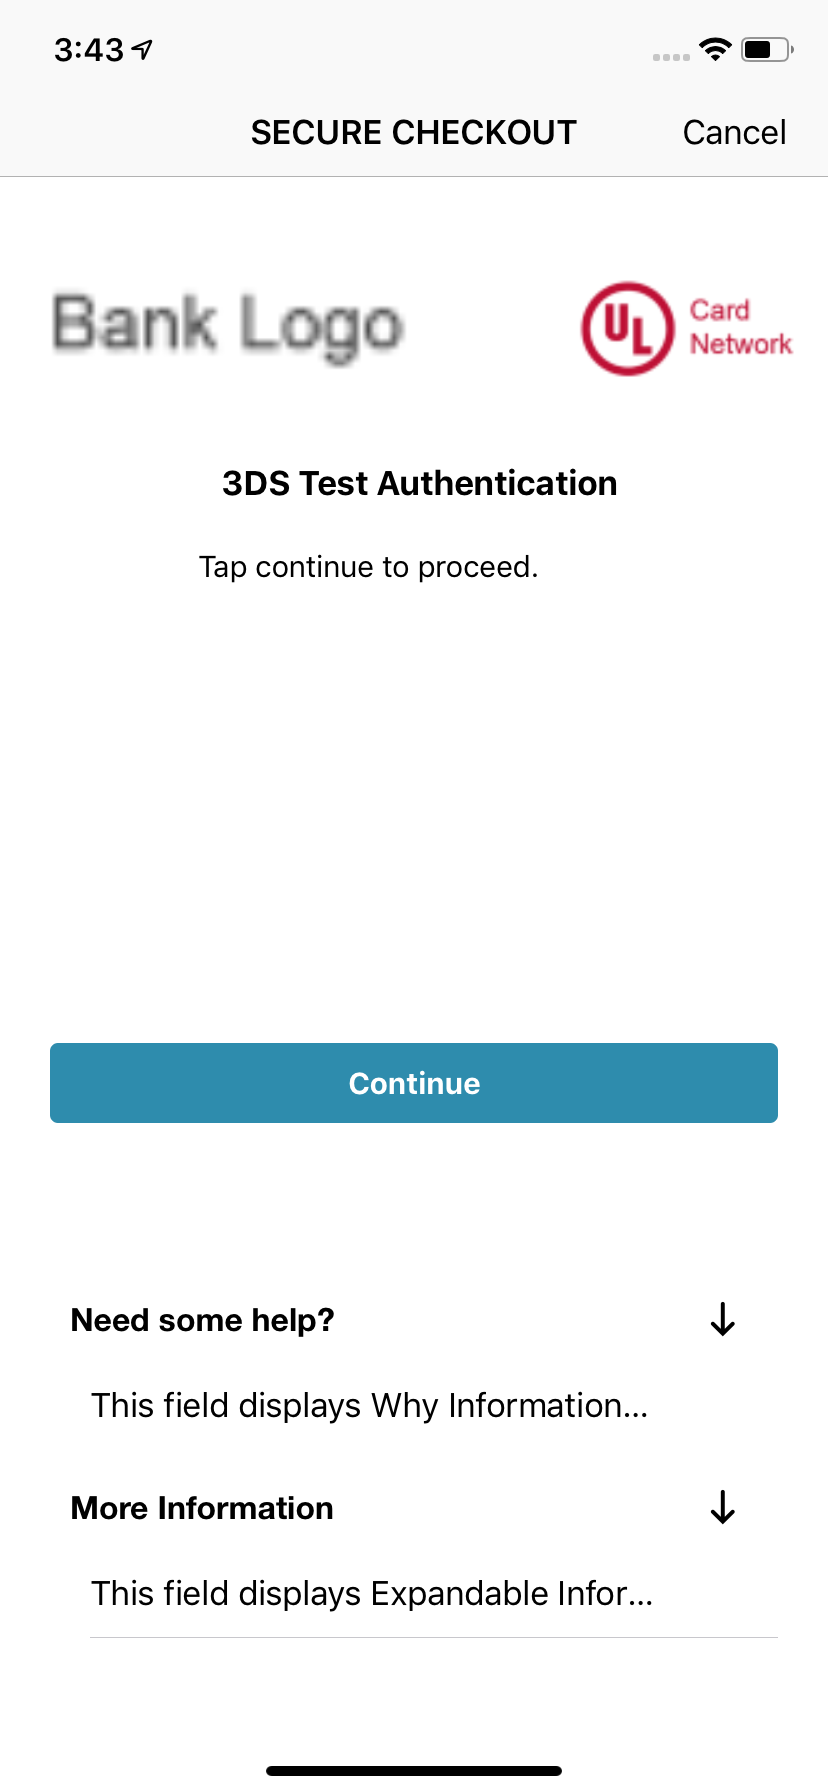 3:43
SECURE CHECKOUT
Cancel
Bank Logo
UL
Card
Network
3DS Test Authentication
Tap continue to proceed.
Continue
Need some help?
This field displays Why Information...
More Information
This field displays Expandable Infor...